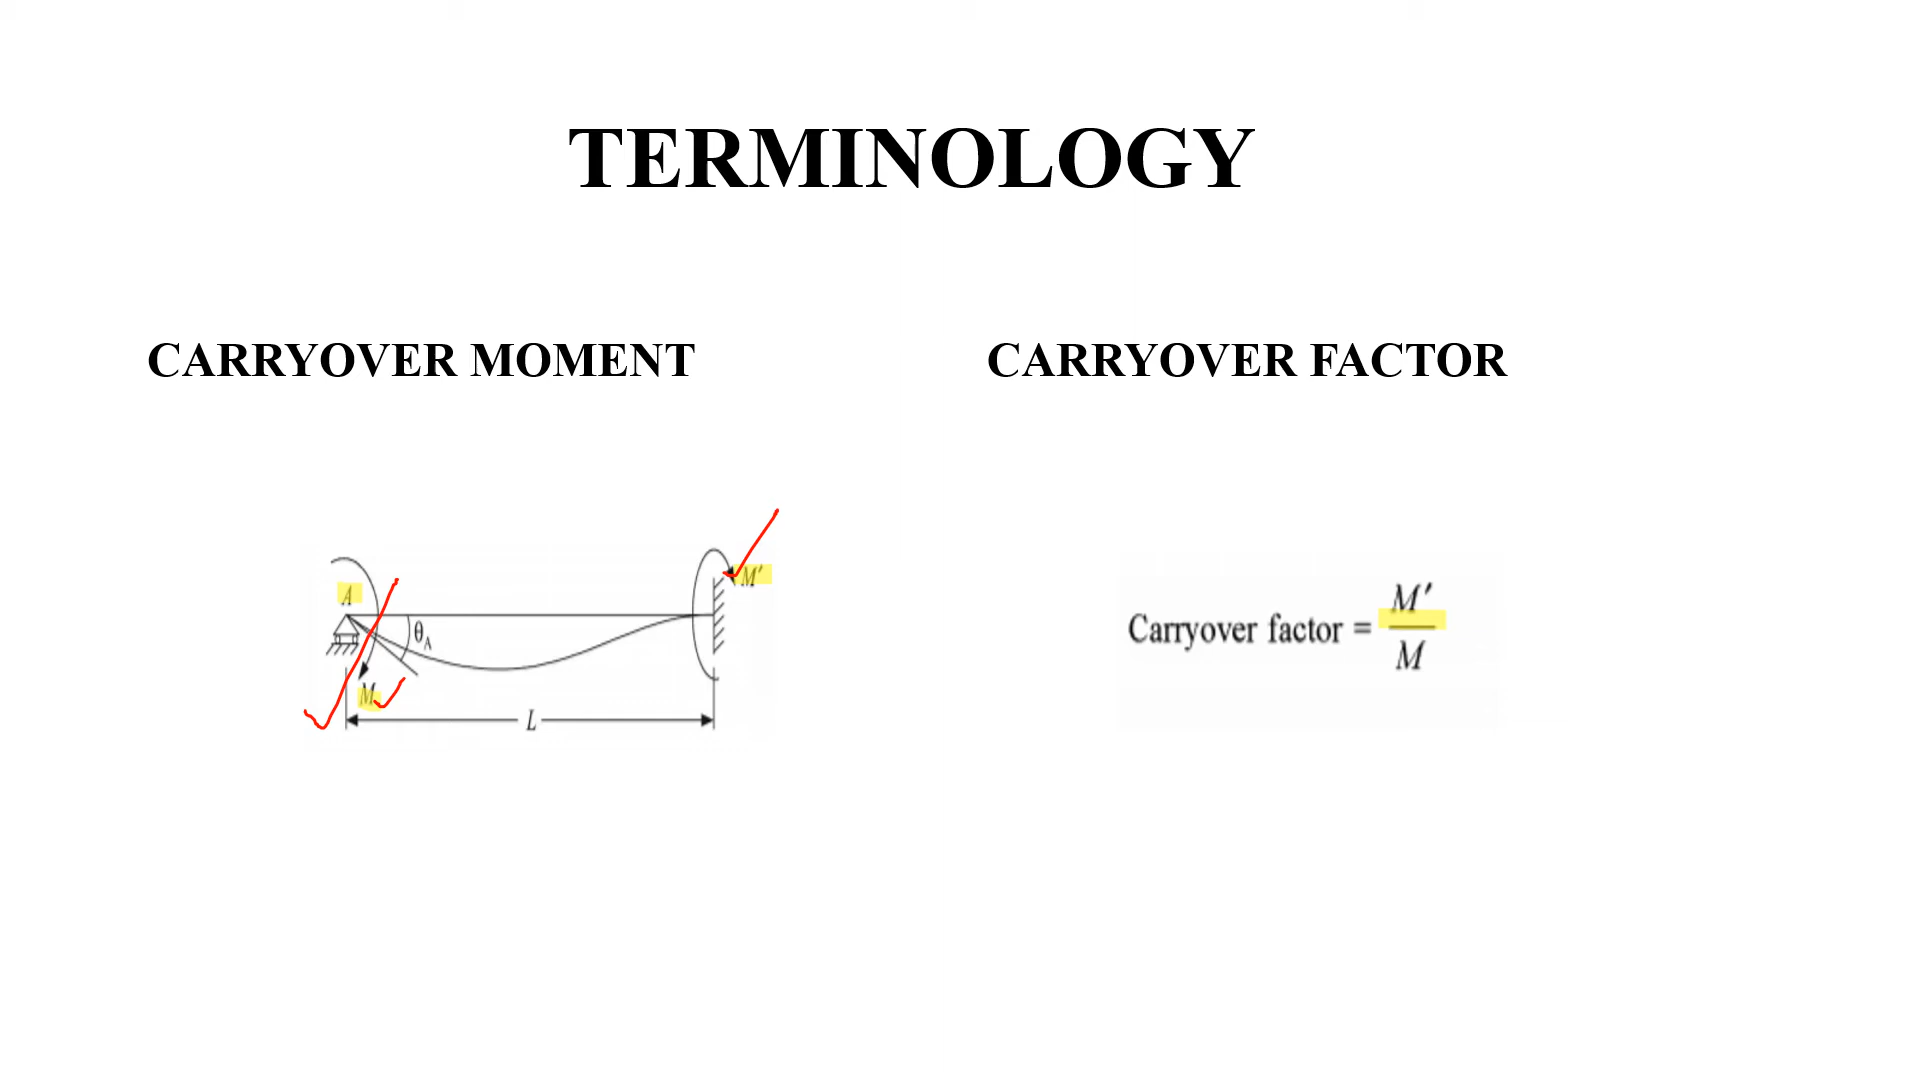 TERMINOLOGY
CARRYOVER MOMENT
CARRYOVER FACTOR
A
θA
M
M′
L
Carryover factor = M′/M